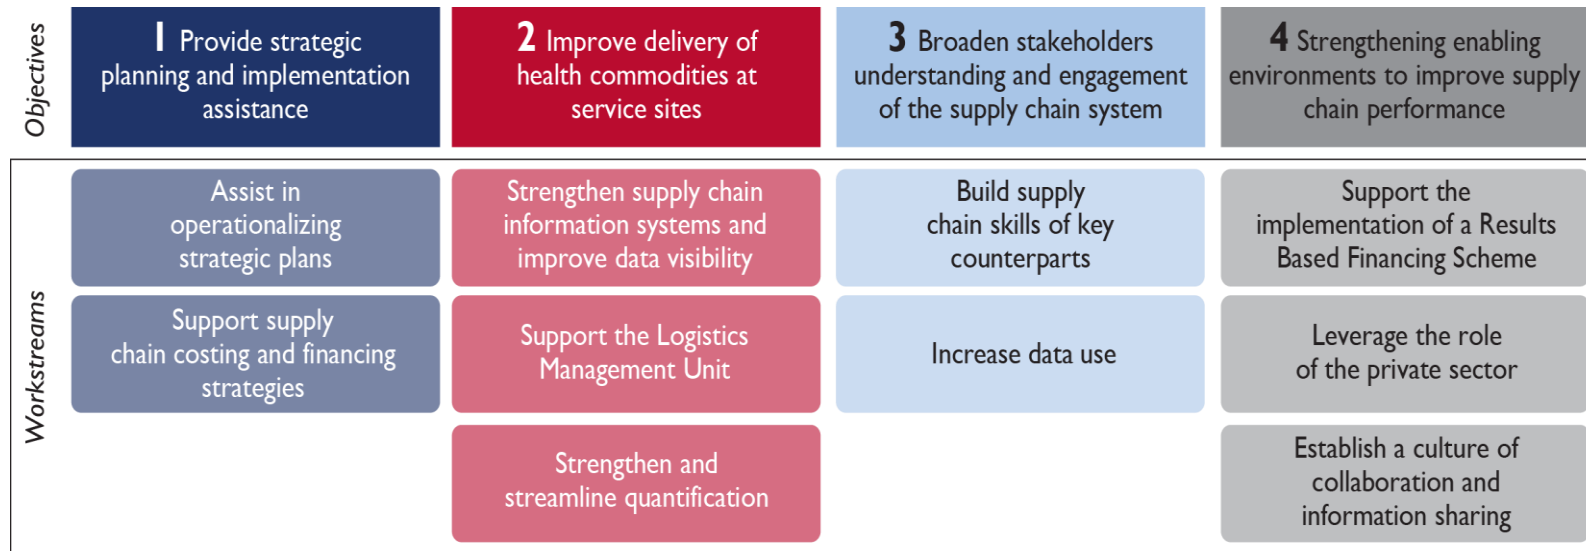 Objectives
1 Provide strategic
planning and implementation
assistance
2 Improve delivery of
health commodities at
service sites
3 Broaden stakeholders
understanding and engagement
of the supply chain system
4 Strengthening enabling
environments to improve supply
chain performance
Workstreams
Assist in
operationalizing
strategic plans
Support supply
chain costing and financing
strategies
Strengthen supply chain
information systems and
improve data visibility
Support the Logistics
Management Unit
Strengthen and
streamline quantification
Build supply
chain skills of key
counterparts
Increase data use
Support the
implementation of a Results
Based Financing Scheme
Leverage the role
of the private sector
Establish a culture of
collaboration and
information sharing